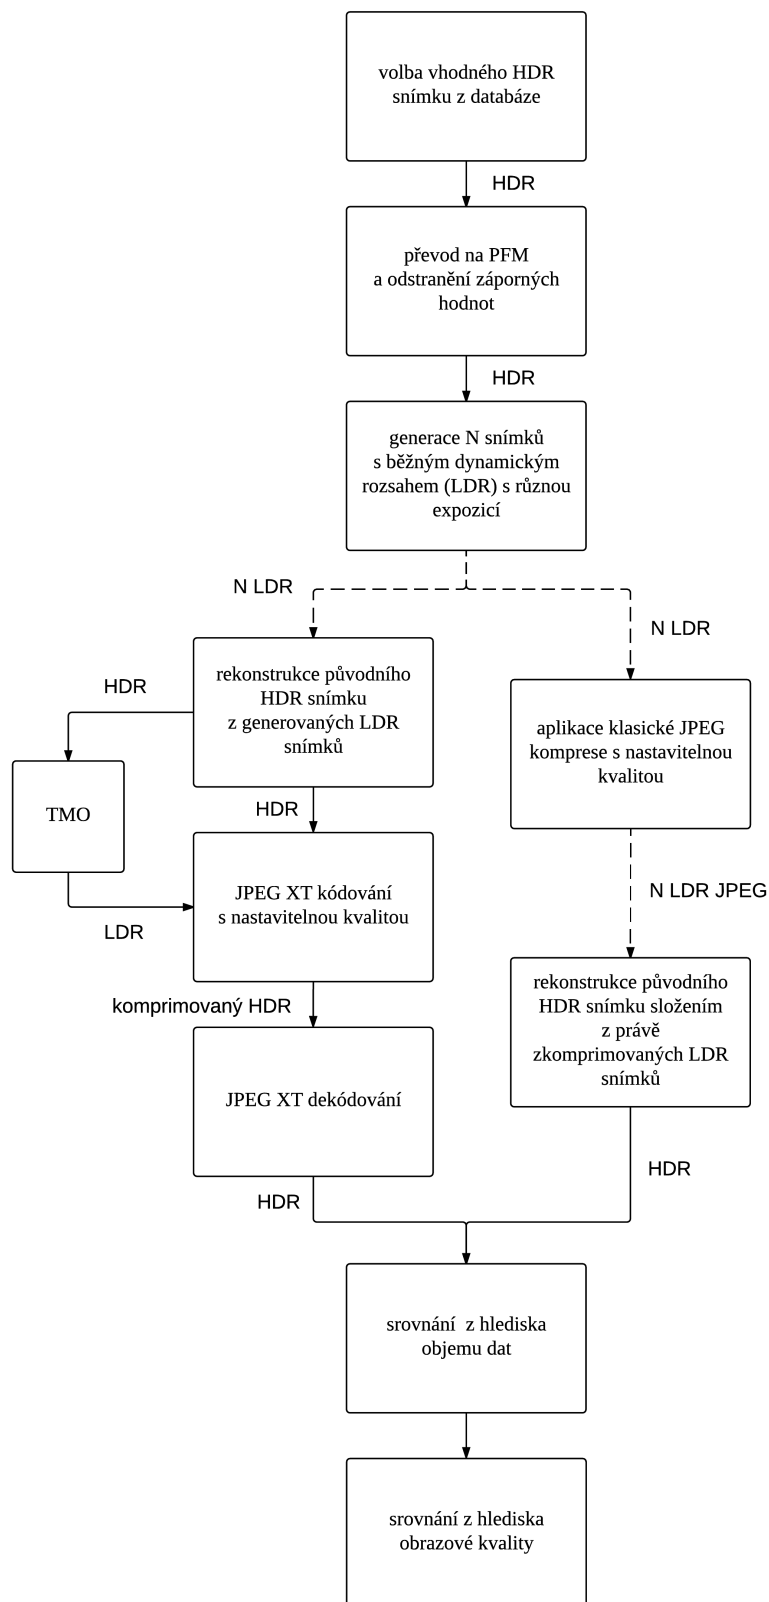 volba vhodného HDR
snímku z databáze
HDR
převod na PFM
a odstranění záporných
hodnot
HDR
generace N snímků
s běžným dynamickým
rozsahem (LDR) s různou
expozicí
N LDR
N LDR
rekonstrukce původního
HDR snímku
z generovaných LDR
snímků
HDR
aplikace klasické JPEG
komprese s nastavitelnou
kvalitou
TMO
HDR
JPEG XT kódování
s nastavitelnou kvalitou
N LDR JPEG
LDR
komprimovaný HDR
rekonstrukce původního
HDR snímku složením
z právě
zkomprimovaných LDR
snímků
JPEG XT dekódování
HDR
HDR
srovnání  z hlediska
objemu dat
srovnání z hlediska
obrazové kvality